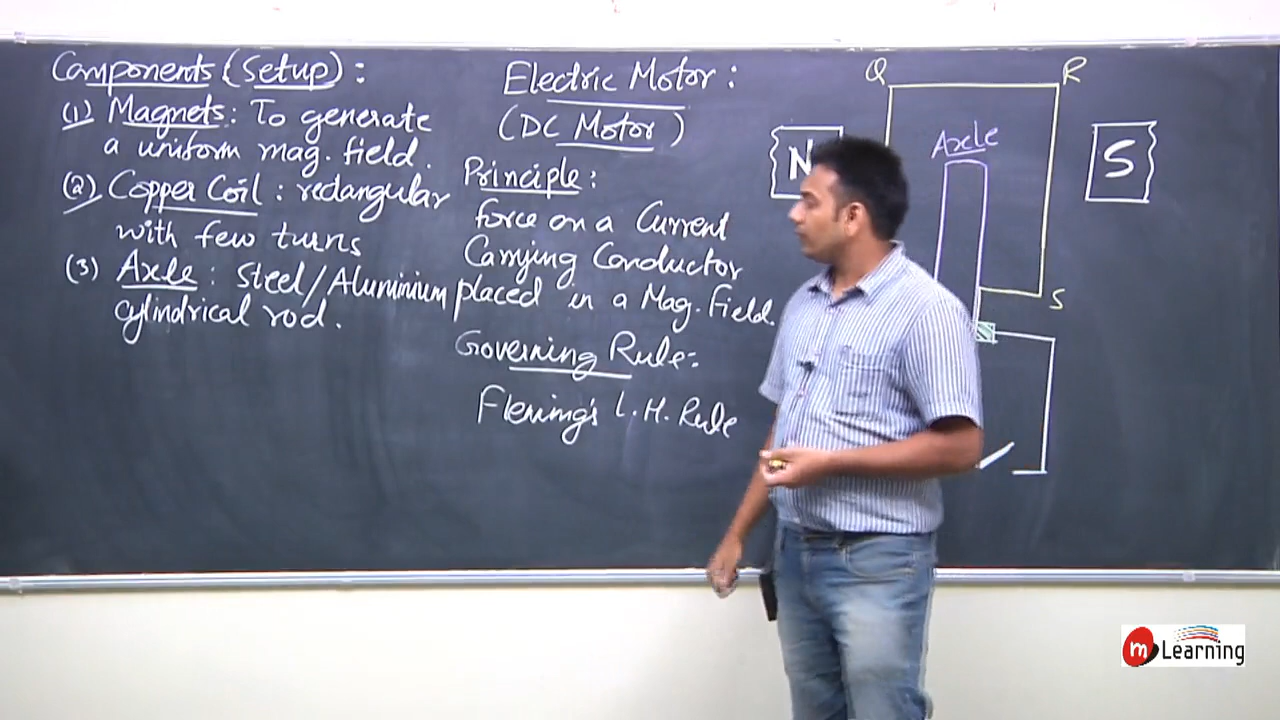 Components (Setup) :
(1) Magnets : To generate
a uniform mag. field.
(2) Copper Coil : rectangular
with few turns
(3) Axle : Steel/Aluminium
cylindrical rod.
Electric Motor :
(DC Motor)
Principle :
Force on a Current
Carrying Conductor
placed in a Mag. Field.
Governing Rule :
Fleming's L. H. Rule
Q
R
Axle
N
S
S
m Learning